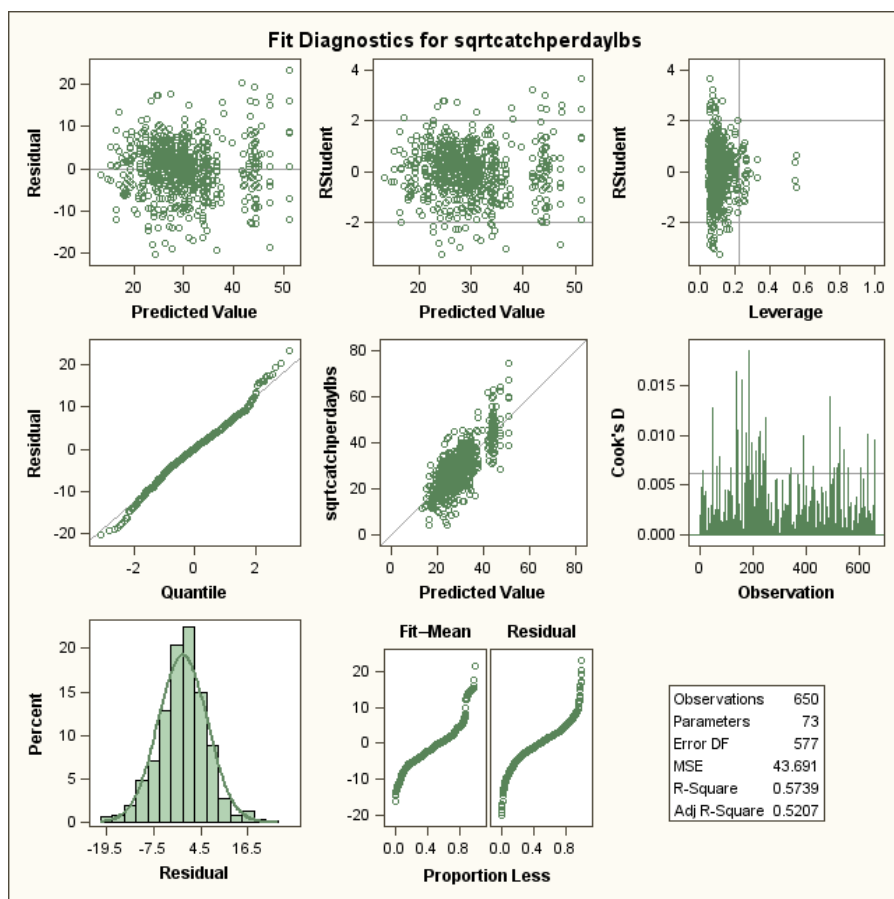 Fit Diagnostics for sqrtcatchperdaylbs
Residual
20
10
0
-10
-20
20 30 40 50
Predicted Value
RStudent
4
2
0
-2
20 30 40 50
Predicted Value
RStudent
4
2
0
-2
0.0 0.2 0.4 0.6 0.8 1.0
Leverage
Residual
20
10
0
-10
-20
-2 0 2
Quantile
sqrtcatchperdaylbs
80
60
40
20
0
0 20 40 60 80
Predicted Value
Cook's D
0.015
0.010
0.005
0.000
0 200 400 600
Observation
Percent
20
15
10
5
0
-19.5 -7.5 4.5 16.5
Residual
Fit–Mean Residual
20
10
0
-10
-20
0.0 0.4 0.8 0.0 0.4 0.8
Proportion Less
Observations 650
Parameters 73
Error DF 577
MSE 43.691
R-Square 0.5739
Adj R-Square 0.5207